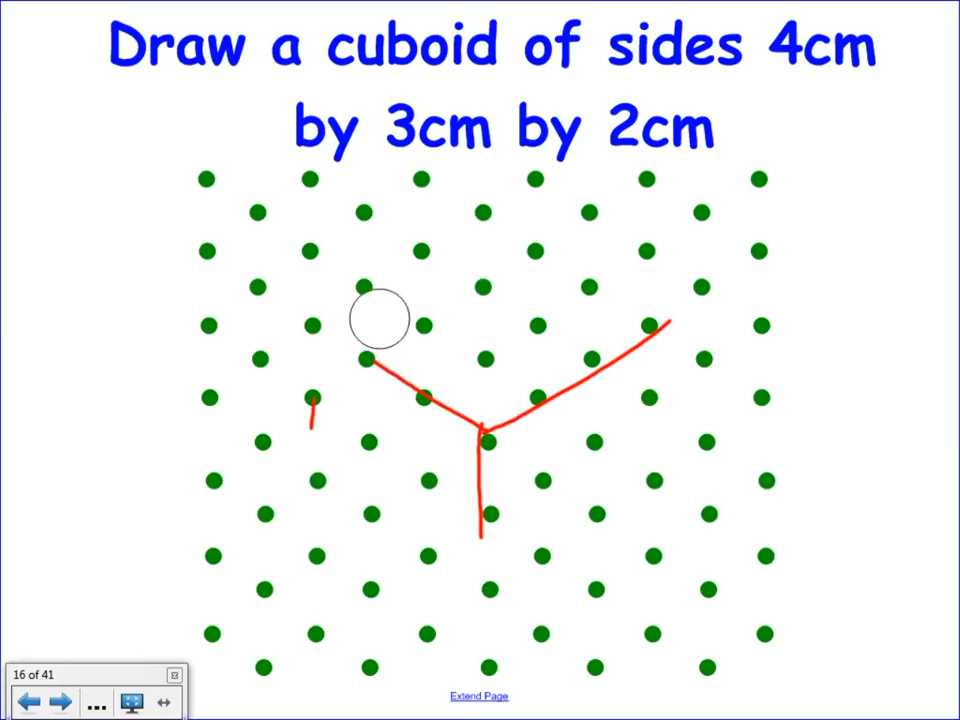 Draw a cuboid of sides 4cm
by 3cm by 2cm
16 of 41
...
Extend Page